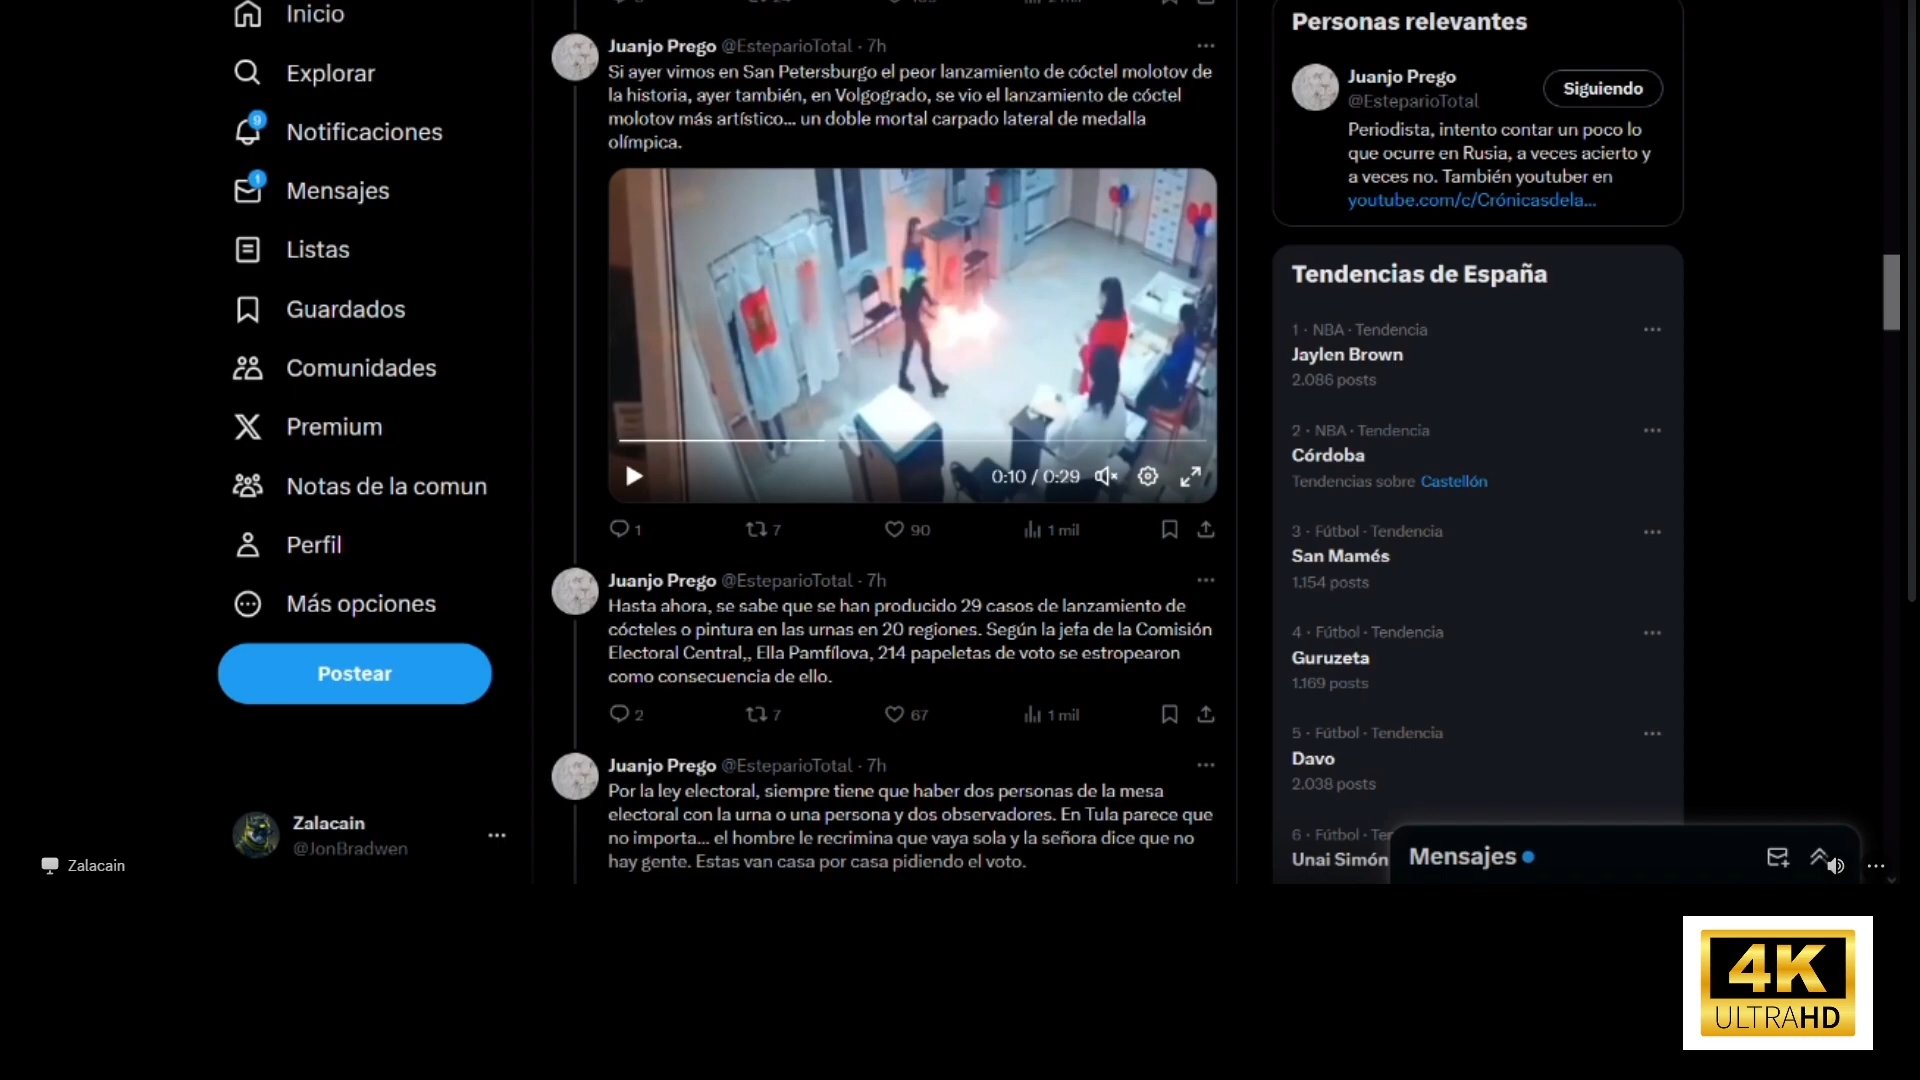 Inicio
Explorar
9
Notificaciones
1
Mensajes
Listas
Guardados
Comunidades
Premium
Notas de la comun
Perfil
Más opciones
Postear
Zalacain
@JonBradwen
Zalacain
Juanjo Prego @EsteparioTotal · 7h
Si ayer vimos en San Petersburgo el peor lanzamiento de cóctel molotov de
la historia, ayer también, en Volgogrado, se vio el lanzamiento de cóctel
molotov más artístico... un doble mortal carpado lateral de medalla
olímpica.
0:10 / 0:29
1 7 90 1 mil
Juanjo Prego @EsteparioTotal · 7h
Hasta ahora, se sabe que se han producido 29 casos de lanzamiento de
cócteles o pintura en las urnas en 20 regiones. Según la jefa de la Comisión
Electoral Central,, Ella Pamfílova, 214 papeletas de voto se estropearon
como consecuencia de ello.
2 7 67 1 mil
Juanjo Prego @EsteparioTotal · 7h
Por la ley electoral, siempre tiene que haber dos personas de la mesa
electoral con la urna o una persona y dos observadores. En Tula parece que
no importa... el hombre le recrimina que vaya sola y la señora dice que no
hay gente. Estas van casa por casa pidiendo el voto.
Personas relevantes
Juanjo Prego
@EsteparioTotal
Siguiendo
Periodista, intento contar un poco lo
que ocurre en Rusia, a veces acierto y
a veces no. También youtuber en
youtube.com/c/Crónicasdela...
Tendencias de España
1 · NBA · Tendencia
Jaylen Brown
2.086 posts
2 · NBA · Tendencia
Córdoba
Tendencias sobre Castellón
3 · Fútbol · Tendencia
San Mamés
1.154 posts
4 · Fútbol · Tendencia
Guruzeta
1.169 posts
5 · Fútbol · Tendencia
Davo
2.038 posts
6 · Fútbol · Ter
Unai Simón
Mensajes
4K
ULTRAHD